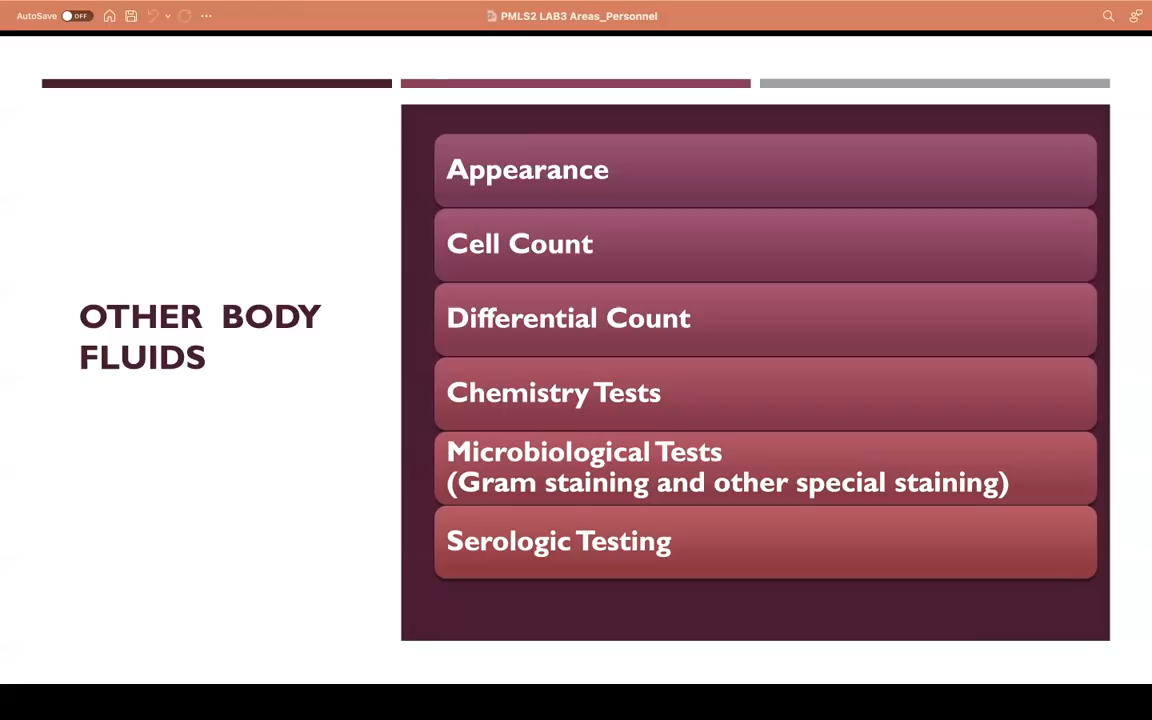 AutoSave OFF
PMLS2 LAB3 Areas_Personnel
OTHER BODY
FLUIDS
Appearance
Cell Count
Differential Count
Chemistry Tests
Microbiological Tests
(Gram staining and other special staining)
Serologic Testing